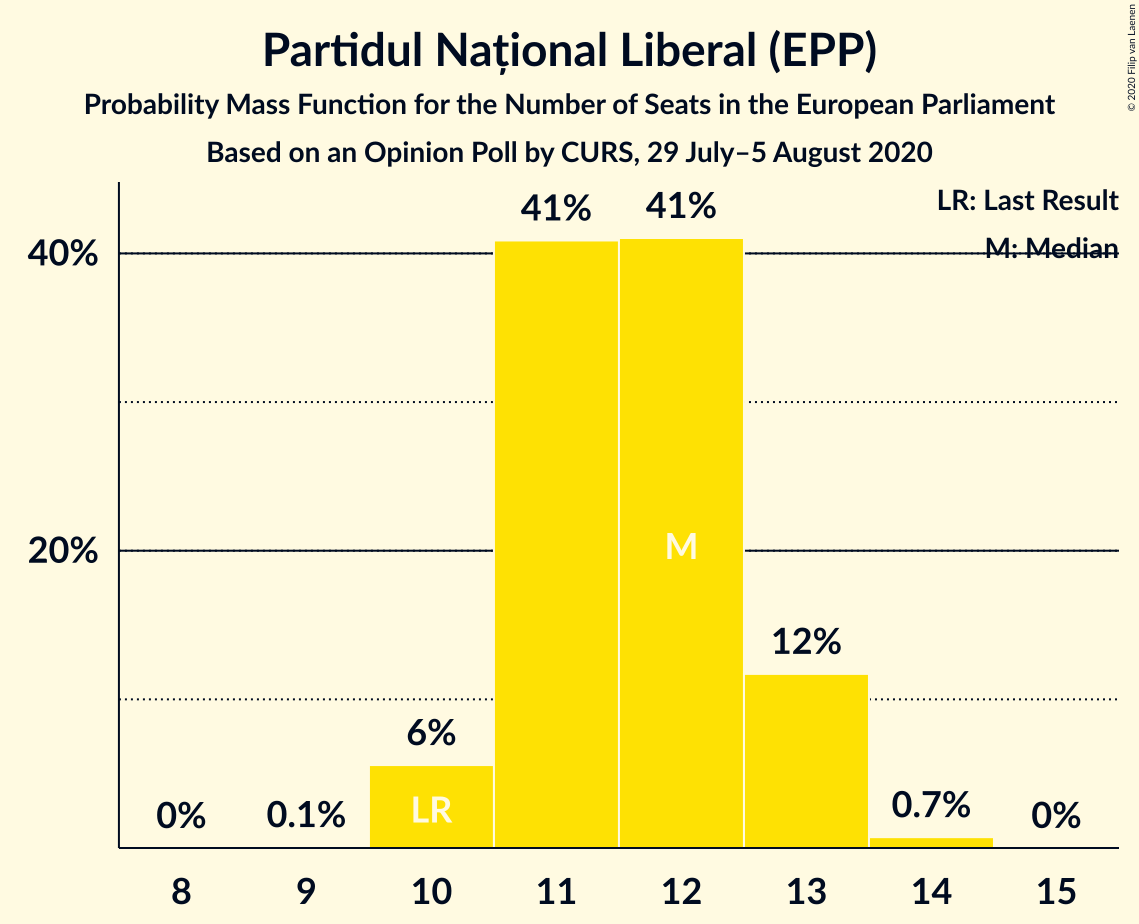 Partidul Național Liberal (EPP)
Probability Mass Function for the Number of Seats in the European Parliament
Based on an Opinion Poll by CURS, 29 July–5 August 2020
© 2020 Filip van Laenen
LR: Last Result
M: Median
40%
20%
0%
0.1%
6%
41%
41%
12%
0.7%
0%
LR
M
8 9 10 11 12 13 14 15